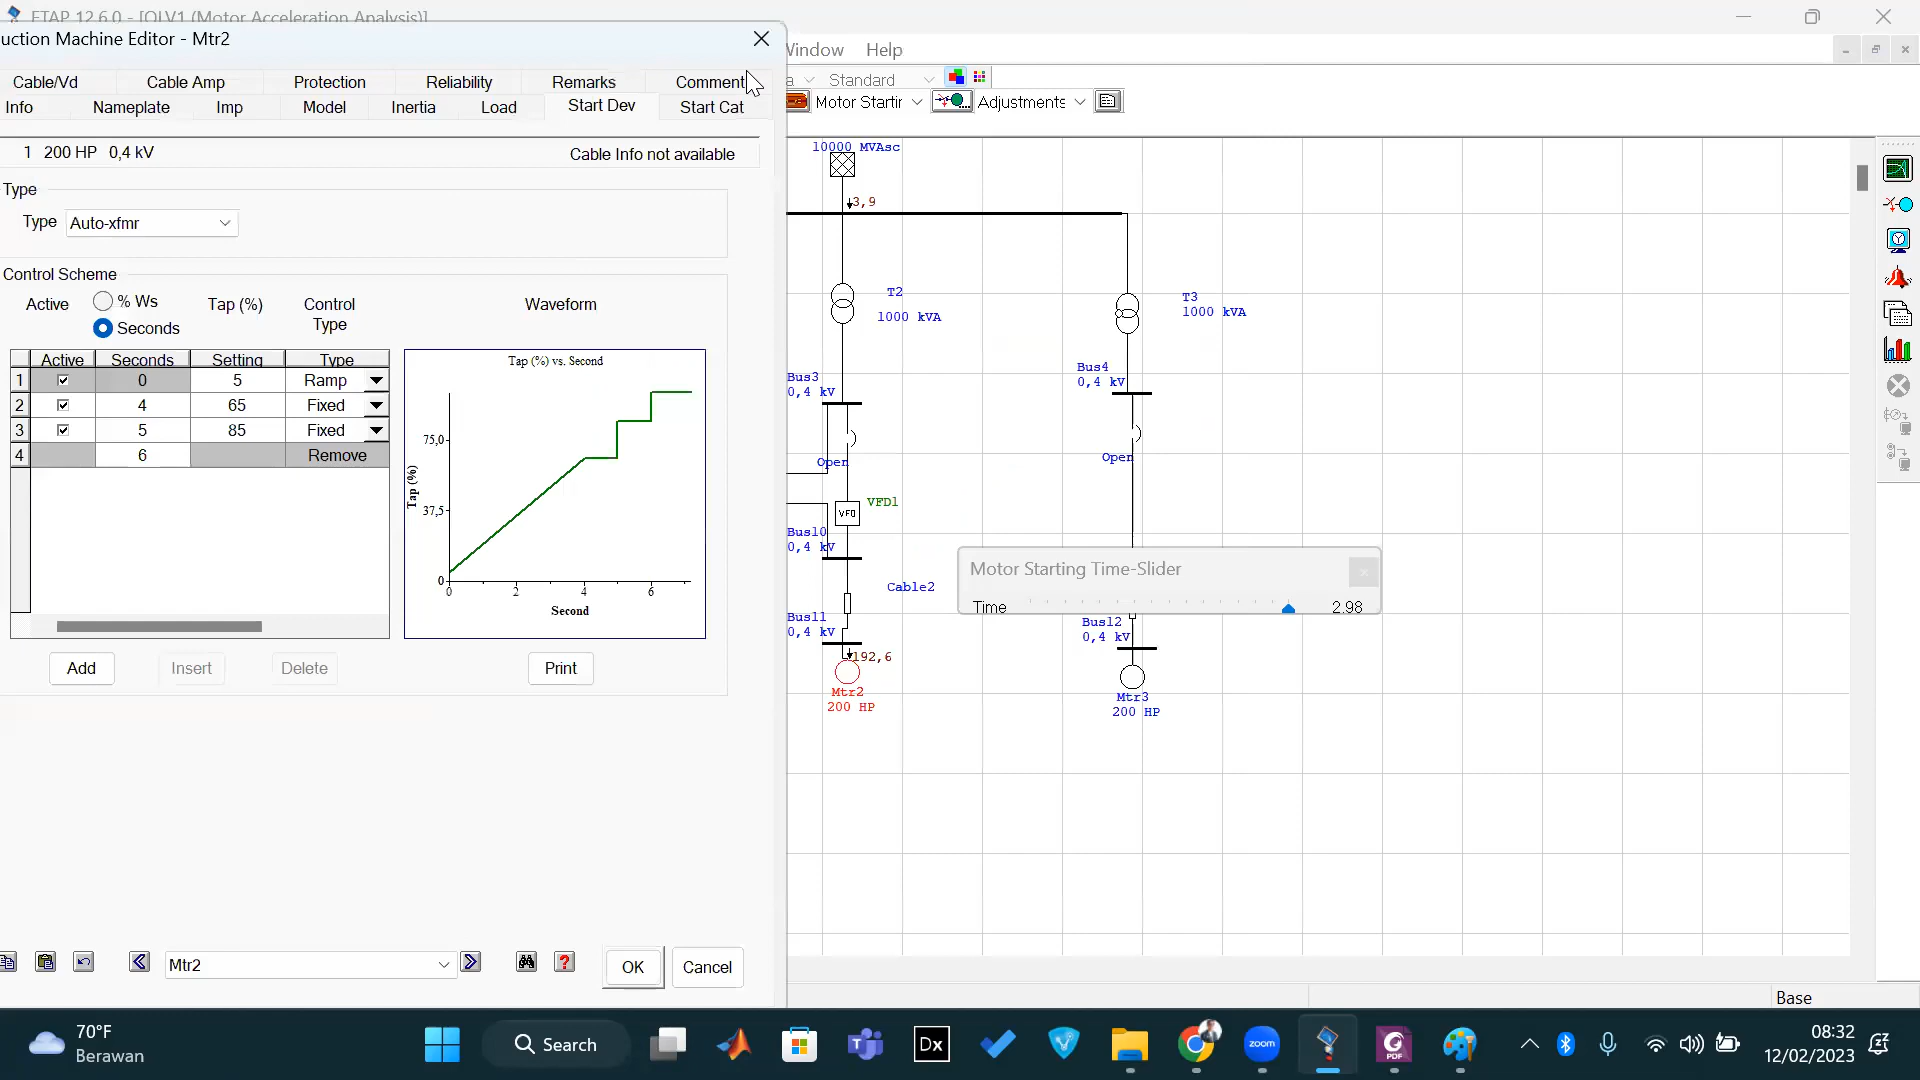 ETAP 12.6.0 - [OLV1 (Motor Acceleration Analysis)]
uction Machine Editor - Mtr2
Window Help
Cable/Vd Cable Amp Protection Reliability Remarks Comment
Info Nameplate Imp Model Inertia Load Start Dev Start Cat
a Standard
Motor Startir Adjustments
1 200 HP 0,4 kV Cable Info not available
Type
Type Auto-xfmr
Control Scheme
Active % Ws Tap (%) Control Type Waveform
Seconds
Active Seconds Setting Type
1 0 5 Ramp
2 4 65 Fixed
3 5 85 Fixed
4 6 Remove
Tap (%) vs. Second
75,0
37,5
0
Tap (%)
0 2 4 6
Second
Add Insert Delete Print
Mtr2
OK Cancel
10000 MVAsc
3,9
T2
1000 kVA
T3
1000 kVA
Bus3
0,4 kV
Bus4
0,4 kV
Open
Open
VFD1
VFD
Bus10
0,4 kV
Cable2
Bus11
0,4 kV
192,6
Mtr2
200 HP
Motor Starting Time-Slider
Time 2.98
Bus12
0,4 kV
Mtr3
200 HP
Base
70°F
Berawan
Search
Dx
zoom
PDF
08:32
12/02/2023